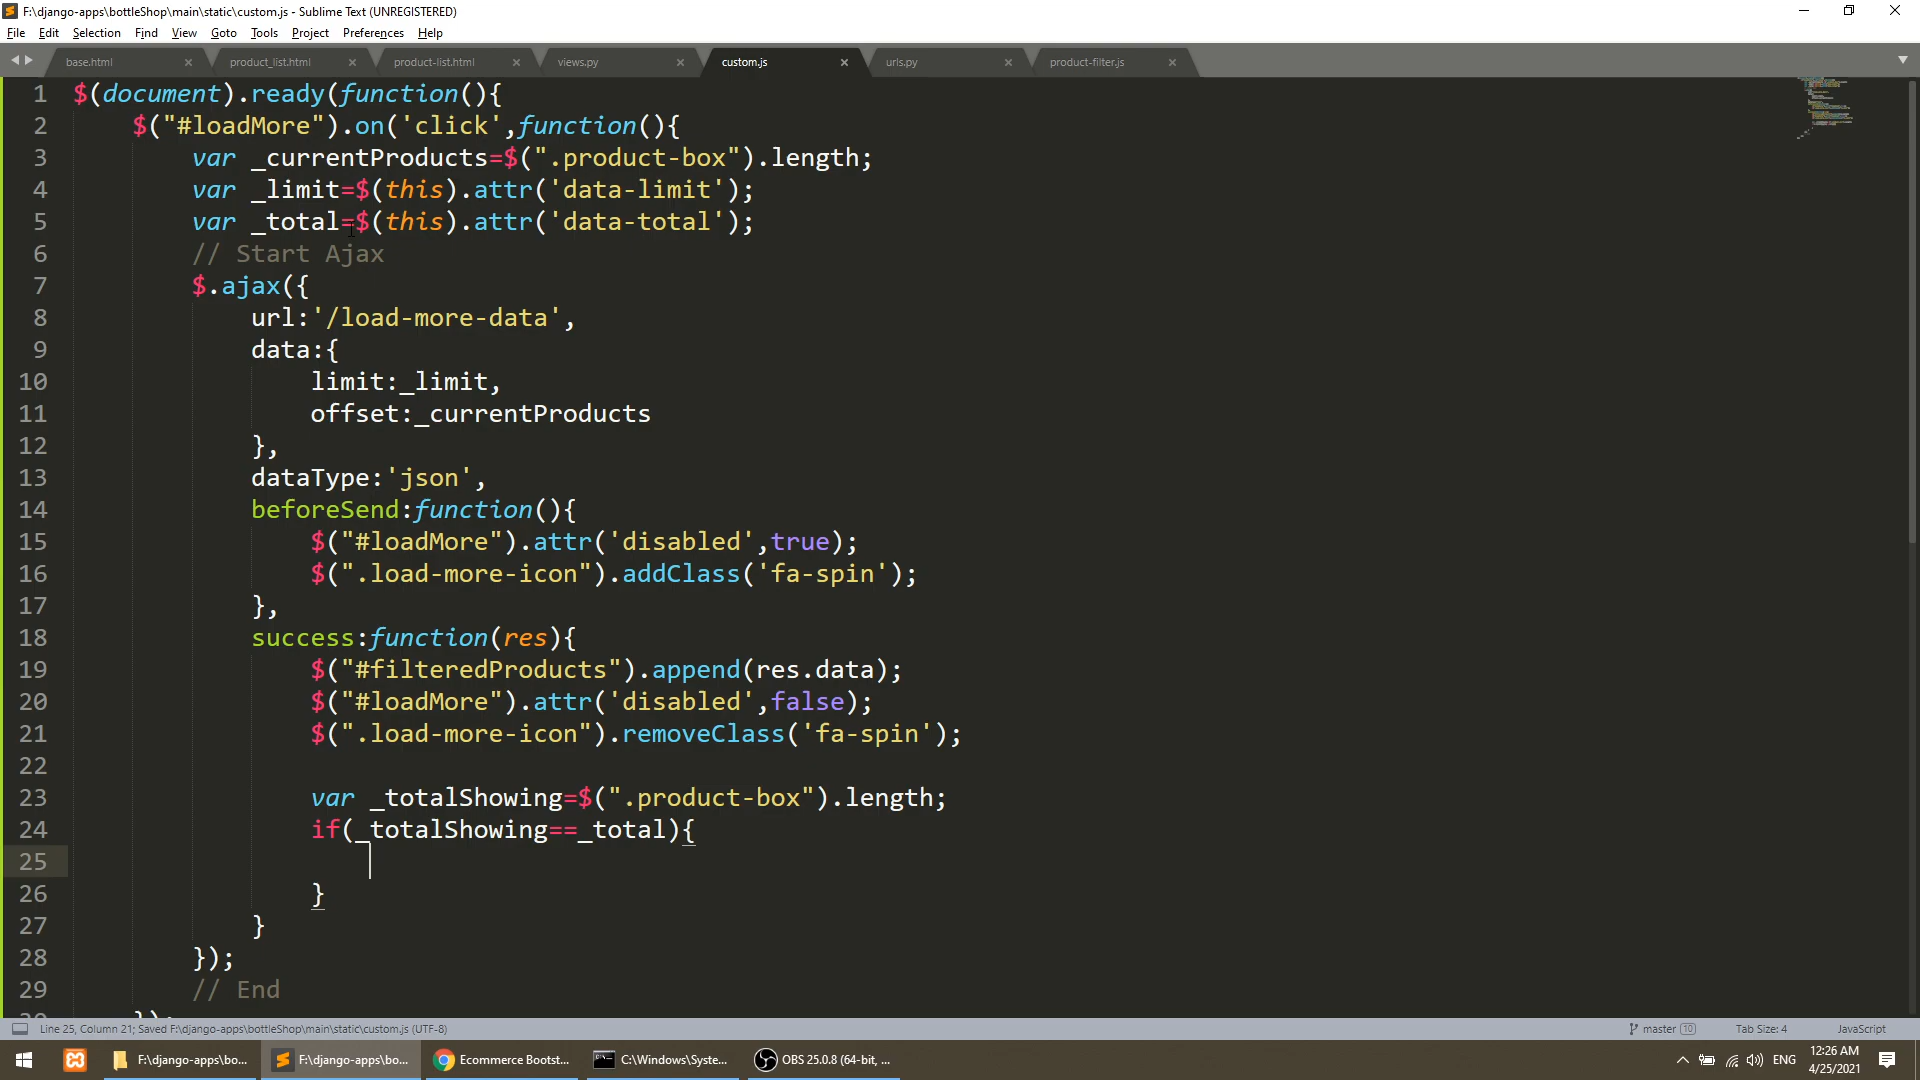 F:\django-apps\bottleShop\main\static\custom.js - Sublime Text (UNREGISTERED)
File Edit Selection Find View Goto Tools Project Preferences Help
base.html product_list.html product-list.html views.py custom.js urls.py product-filter.js
1 $(document).ready(function(){
2 $("#loadMore").on('click',function(){
3 var _currentProducts=$(".product-box").length;
4 var _limit=$(this).attr('data-limit');
5 var _total=$(this).attr('data-total');
6 // Start Ajax
7 $.ajax({
8 url:'/load-more-data',
9 data:{
10 limit:_limit,
11 offset:_currentProducts
12 },
13 dataType:'json',
14 beforeSend:function(){
15 $("#loadMore").attr('disabled',true);
16 $(".load-more-icon").addClass('fa-spin');
17 },
18 success:function(res){
19 $("#filteredProducts").append(res.data);
20 $("#loadMore").attr('disabled',false);
21 $(".load-more-icon").removeClass('fa-spin');
22
23 var _totalShowing=$(".product-box").length;
24 if(_totalShowing==_total){
25
26 }
27 }
28 });
29 // End
30 });
Line 25, Column 21; Saved F:\django-apps\bottleShop\main\static\custom.js (UTF-8) master 10 Tab Size: 4 JavaScript
F:\django-apps\bo... F:\django-apps\bo... Ecommerce Bootst... C:\Windows\Syste... OBS 25.0.8 (64-bit, ... ENG 12:26 AM
4/25/2021